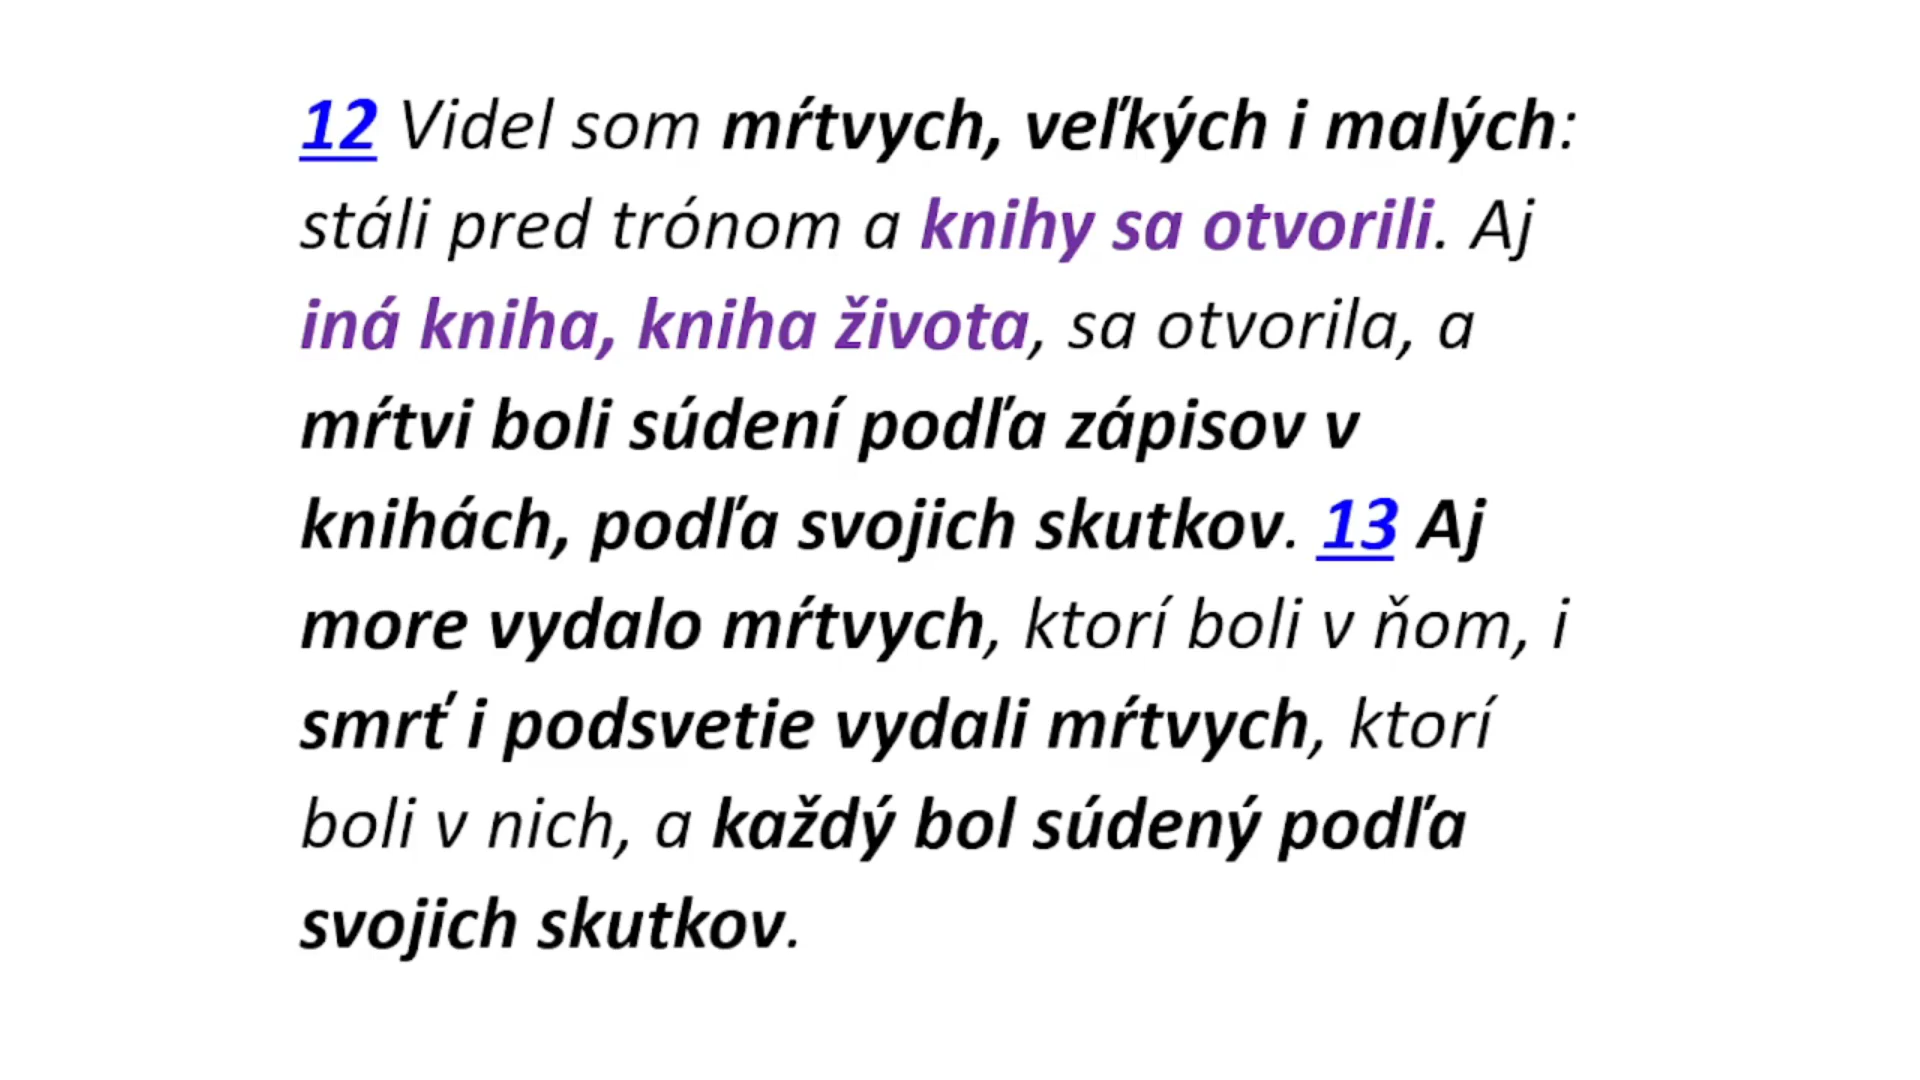 12 Videl som mŕtvych, veľkých i malých:
stáli pred trónom a knihy sa otvorili. Aj
iná kniha, kniha života, sa otvorila, a
mŕtvi boli súdení podľa zápisov v
knihách, podľa svojich skutkov. 13 Aj
more vydalo mŕtvych, ktorí boli v ňom, i
smrť i podsvetie vydali mŕtvych, ktorí
boli v nich, a každý bol súdený podľa
svojich skutkov.